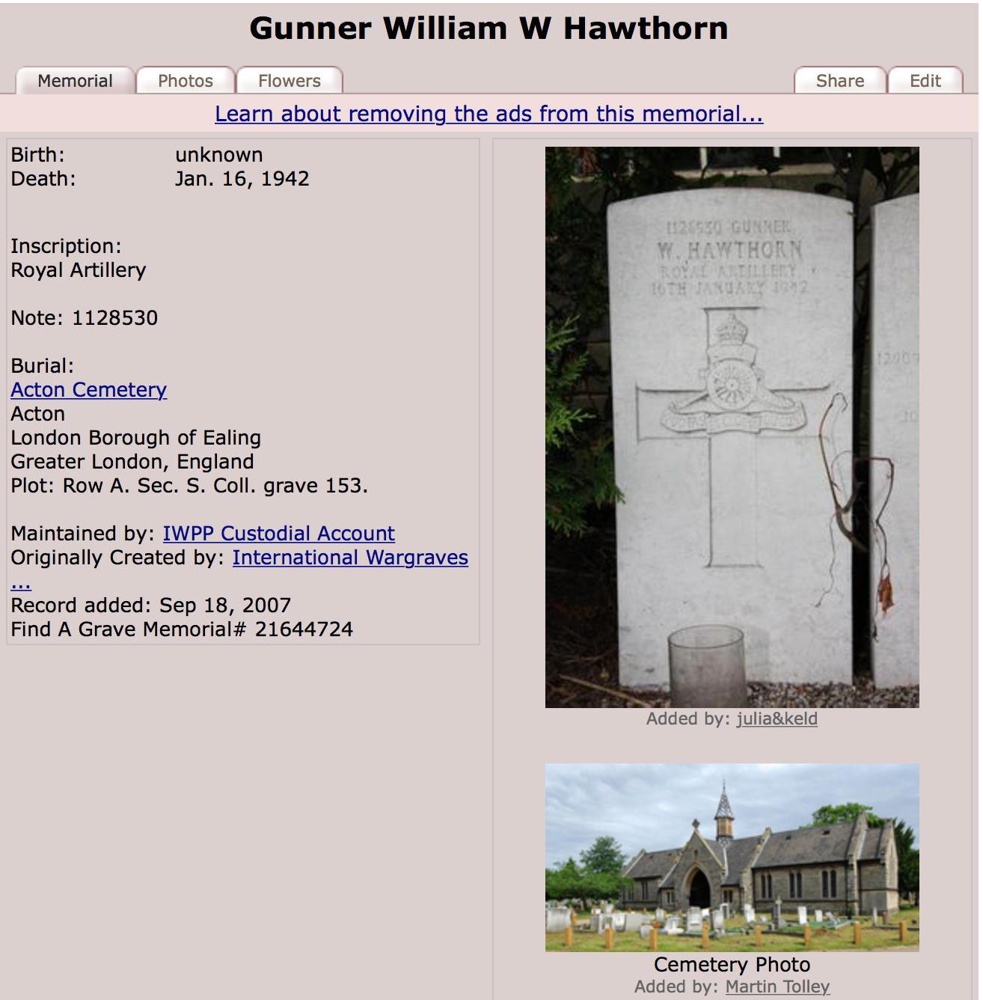 Gunner William W Hawthorn
Memorial Photos Flowers Share Edit
Learn about removing the ads from this memorial...
Birth: unknown
Death: Jan. 16, 1942
Inscription:
Royal Artillery
Note: 1128530
Burial:
Acton Cemetery
Acton
London Borough of Ealing
Greater London, England
Plot: Row A. Sec. S. Coll. grave 153.
Maintained by: IWPP Custodial Account
Originally Created by: International Wargraves
...
Record added: Sep 18, 2007
Find A Grave Memorial# 21644724
1128530 GUNNER
W. HAWTHORN
ROYAL ARTILLERY
16TH JANUARY 1942
Added by: julia&keld
Cemetery Photo
Added by: Martin Tolley